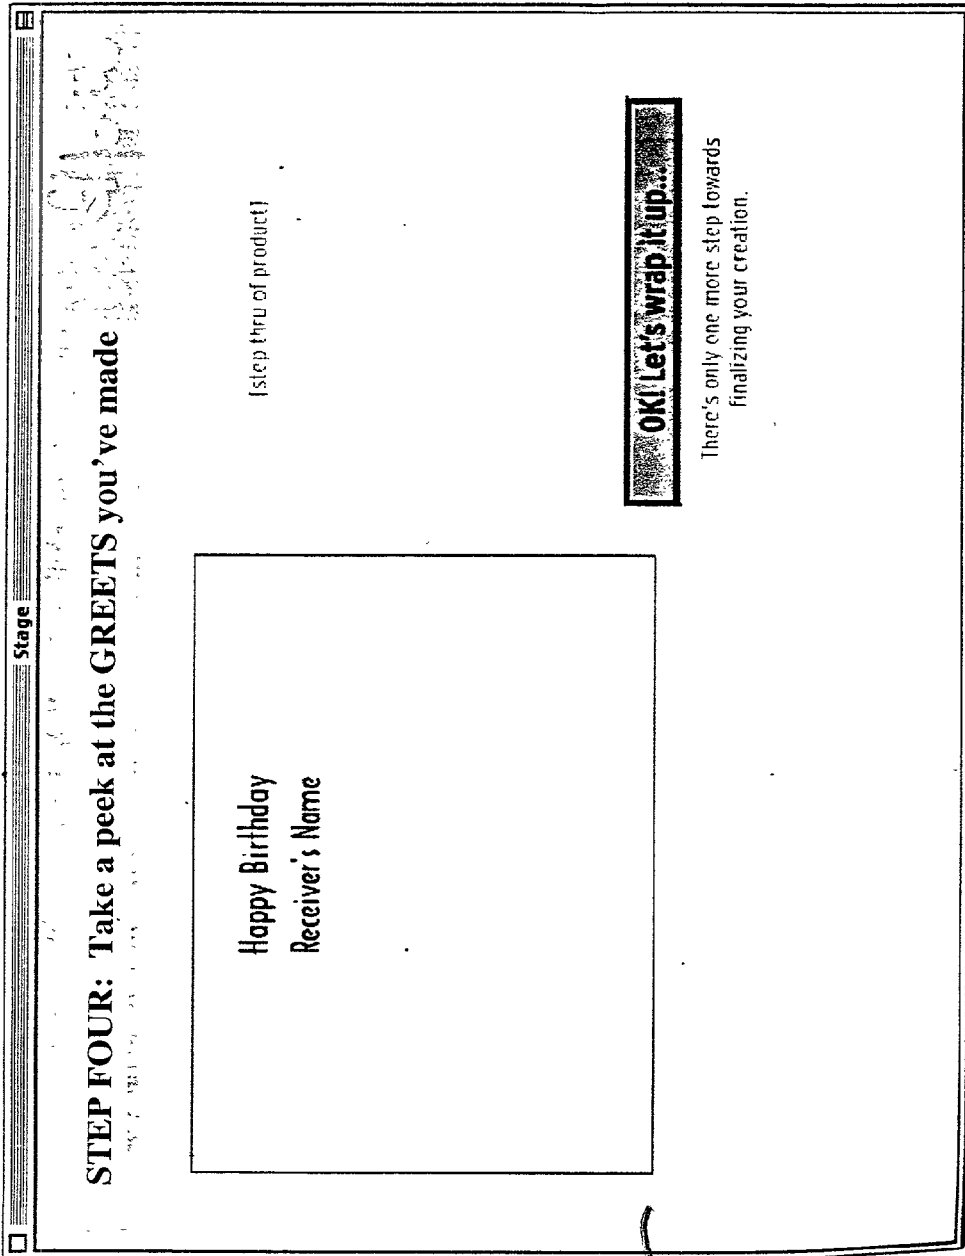 Stage
STEP FOUR: Take a peek at the GREETS you've made
Happy Birthday
Receiver's Name
[step thru of product]
OK! Let's wrap it up...
There's only one more step towards
finalizing your creation.